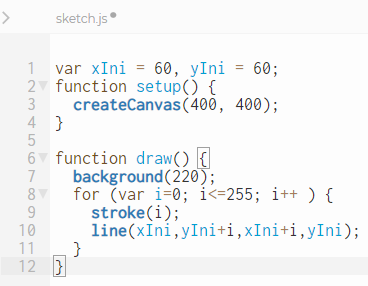 sketch.js
1 var xIni = 60, yIni = 60;
2 function setup() {
3   createCanvas(400, 400);
4 }
5
6 function draw() {
7   background(220);
8   for (var i=0; i<=255; i++ ) {
9     stroke(i);
10     line(xIni,yIni+i,xIni+i,yIni);
11   }
12 }